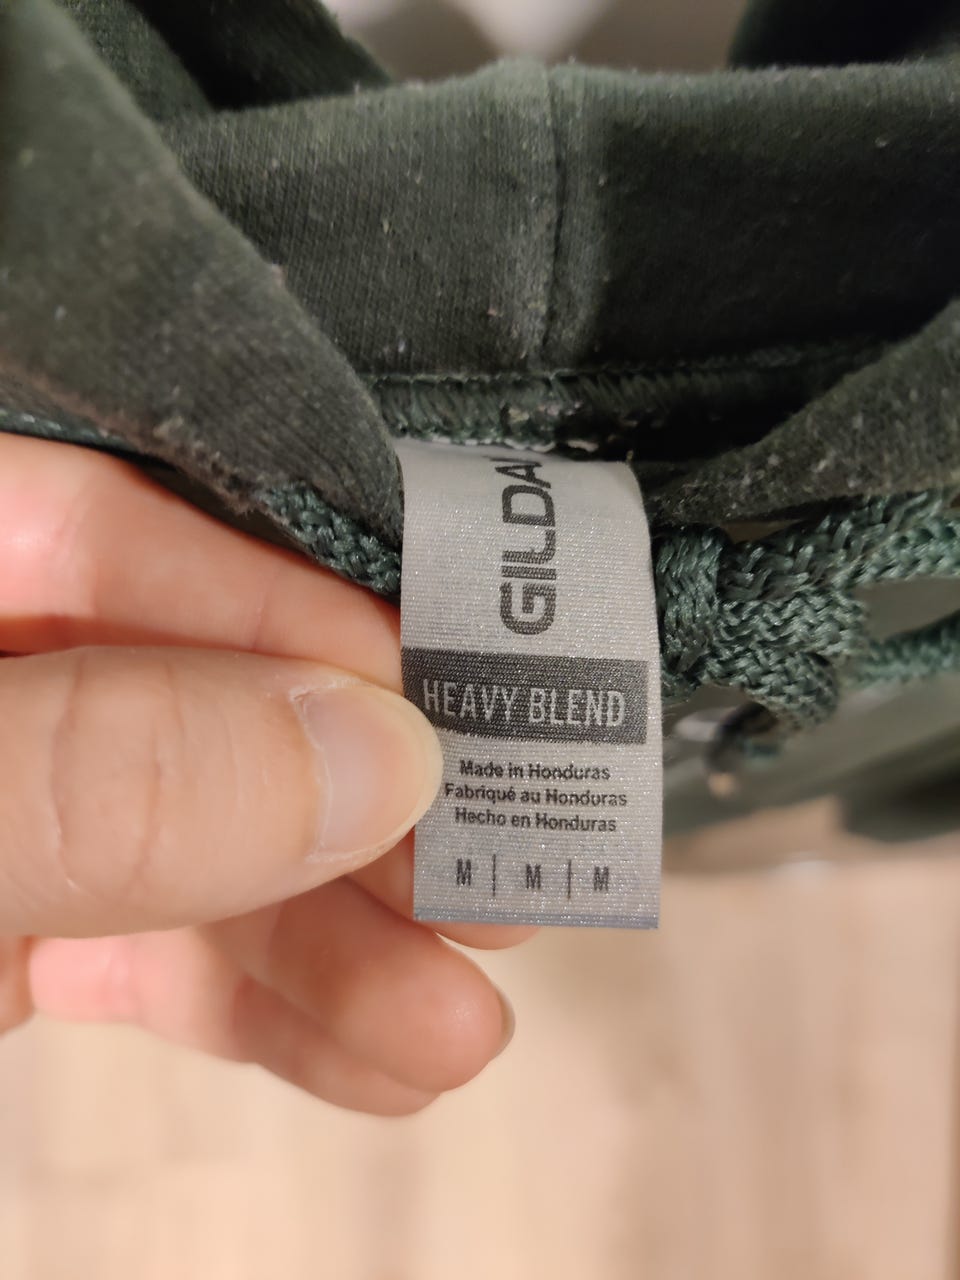 GILDA
HEAVY BLEND
Made in Honduras
Fabriqué au Honduras
Hecho en Honduras
M | M | M